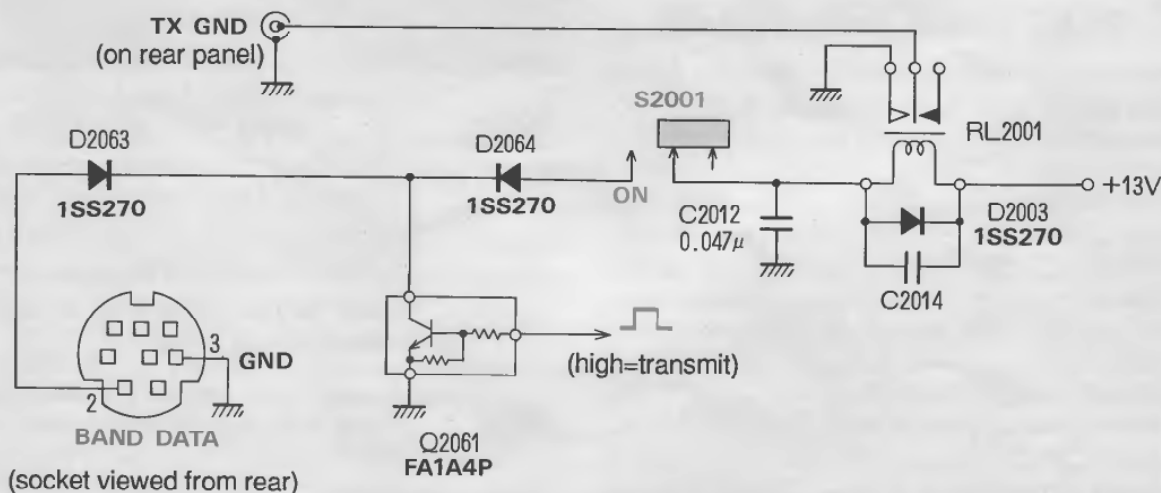 TX GND
(on rear panel)
S2001
RL2001
D2063
1SS270
D2064
1SS270
ON
C2012
0.047μ
+13V
D2003
1SS270
C2014
3
GND
2
BAND DATA
(high=transmit)
Q2061
FA1A4P
(socket viewed from rear)